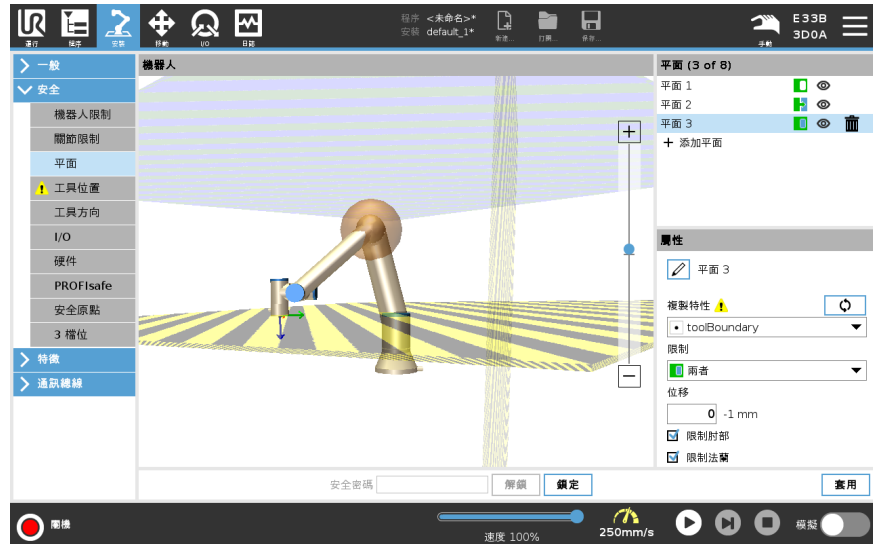 運行
程序
安裝
移動
I/O
日誌
程序 <未命名>*
安裝 default_1*
新建...
打開...
保存...
手動
E33B
3D0A
一般
安全
機器人限制
關節限制
平面
工具位置
工具方向
I/O
硬件
PROFIsafe
安全原點
3 檔位
特徵
通訊總線
機器人
平面 (3 of 8)
平面 1
平面 2
平面 3
添加平面
屬性
平面 3
複製特性
toolBoundary
限制
兩者
位移
0 -1 mm
限制肘部
限制法蘭
安全密碼
解鎖
鎖定
套用
關機
速度 100%
250mm/s
模擬